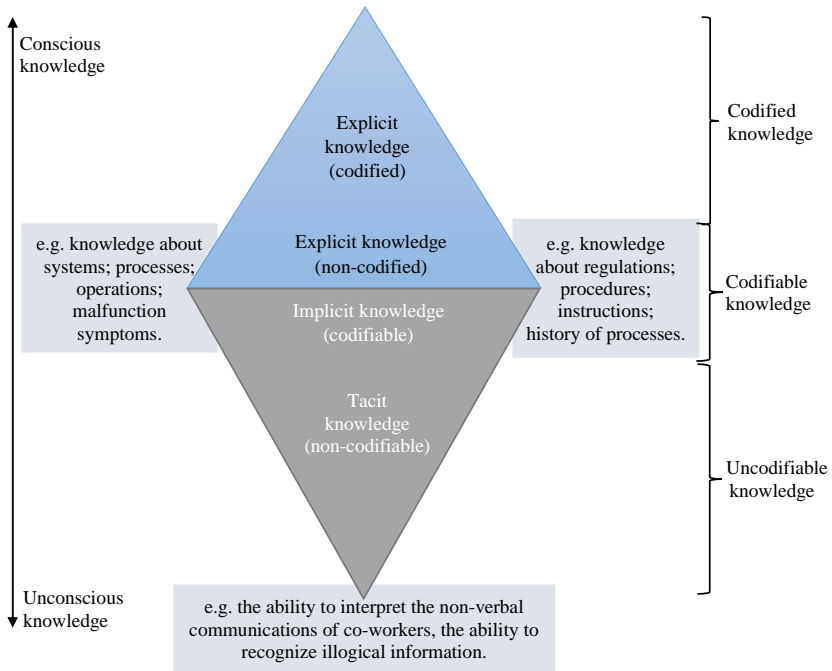 Conscious
knowledge
Explicit
knowledge
(codified)
Codified
knowledge
e.g. knowledge about
systems; processes;
operations;
malfunction
symptoms.
Explicit knowledge
(non-codified)
e.g. knowledge
about regulations;
procedures;
instructions;
history of processes.
Codifiable
knowledge
Implicit knowledge
(codifiable)
Tacit
knowledge
(non-codifiable)
Uncodifiable
knowledge
Unconscious
knowledge
e.g. the ability to interpret the non-verbal
communications of co-workers, the ability to
recognize illogical information.